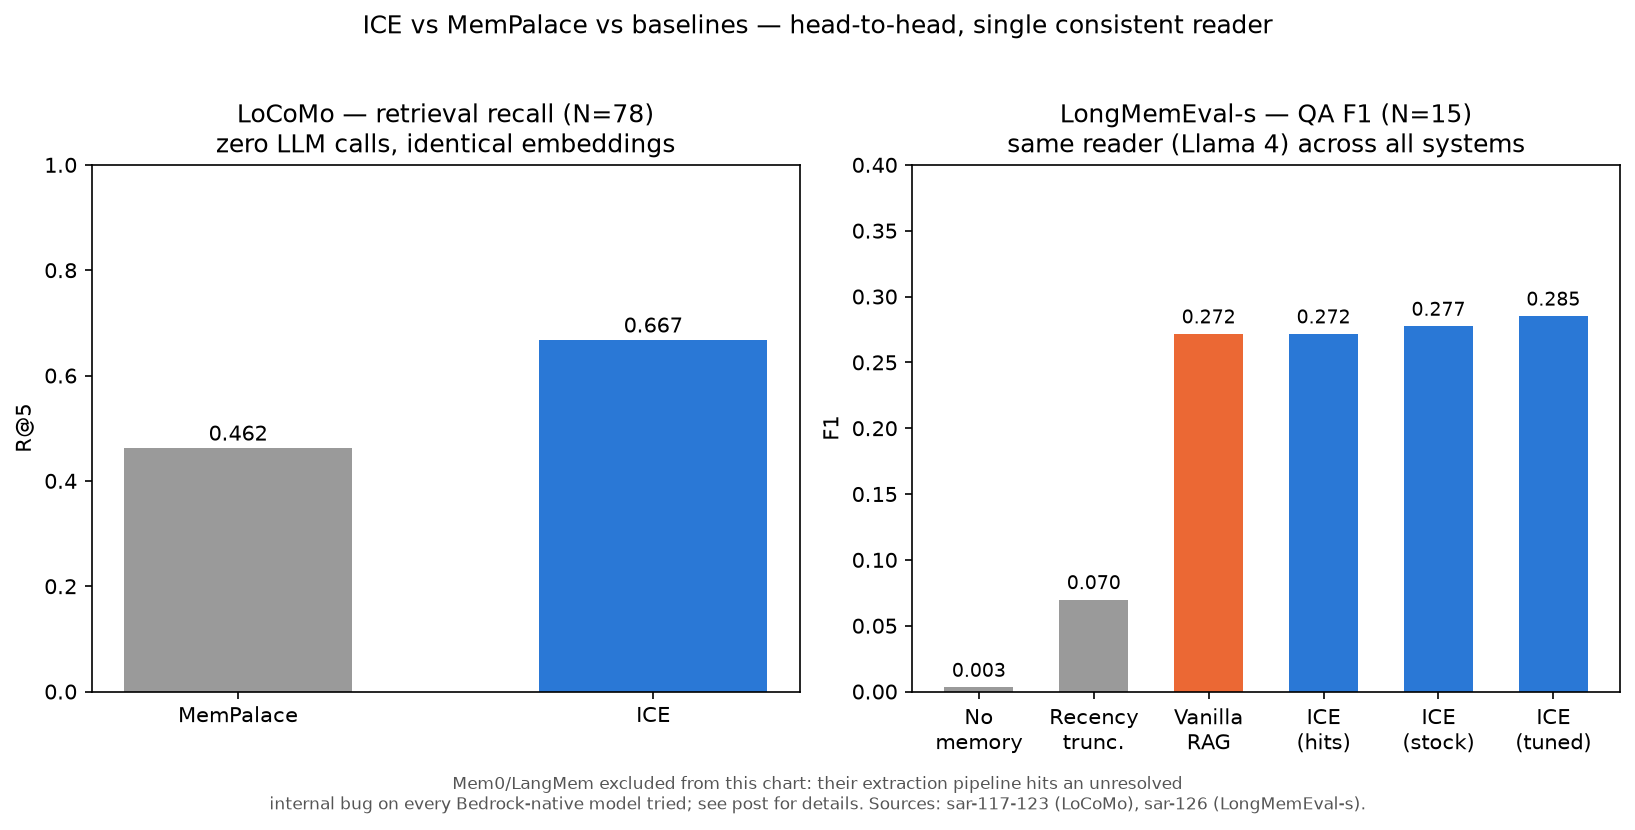 ICE vs MemPalace vs baselines — head-to-head, single consistent reader
LoCoMo — retrieval recall (N=78)
zero LLM calls, identical embeddings
R@5
1.0
0.8
0.6
0.4
0.2
0.0
0.462
0.667
MemPalace
ICE
LongMemEval-s — QA F1 (N=15)
same reader (Llama 4) across all systems
F1
0.40
0.35
0.30
0.25
0.20
0.15
0.10
0.05
0.00
0.003
0.070
0.272
0.272
0.277
0.285
No
memory
Recency
trunc.
Vanilla
RAG
ICE
(hits)
ICE
(stock)
ICE
(tuned)
Mem0/LangMem excluded from this chart: their extraction pipeline hits an unresolved
internal bug on every Bedrock-native model tried; see post for details. Sources: sar-117-123 (LoCoMo), sar-126 (LongMemEval-s).